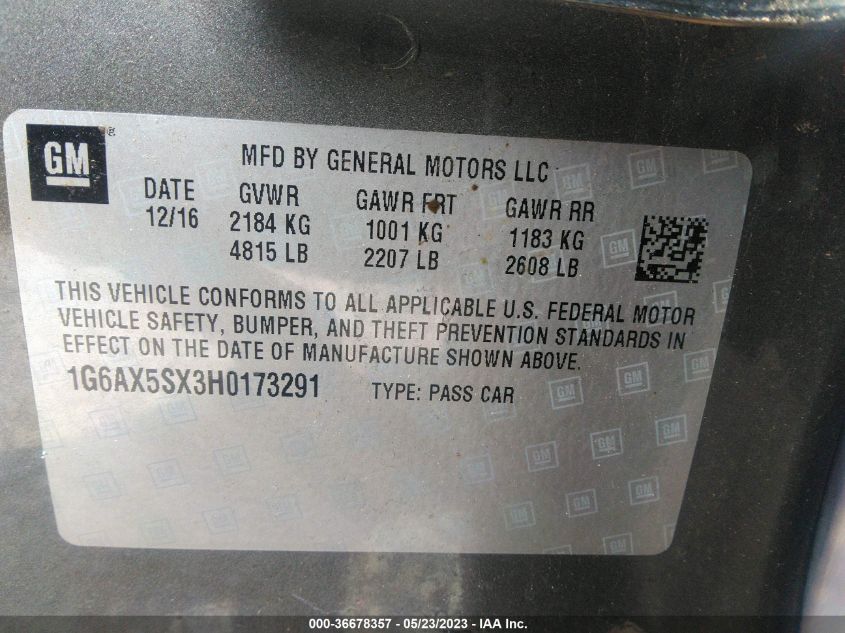 GM
MFD BY GENERAL MOTORS LLC
DATE GVWR GAWR FRT GAWR RR
12/16 2184 KG 1001 KG 1183 KG
4815 LB 2207 LB 2608 LB
THIS VEHICLE CONFORMS TO ALL APPLICABLE U.S. FEDERAL MOTOR
VEHICLE SAFETY, BUMPER, AND THEFT PREVENTION STANDARDS IN
EFFECT ON THE DATE OF MANUFACTURE SHOWN ABOVE.
1G6AX5SX3H0173291 TYPE: PASS CAR
000-36678357 - 05/23/2023 - IMPACT AUCTIONS - COPART INC.